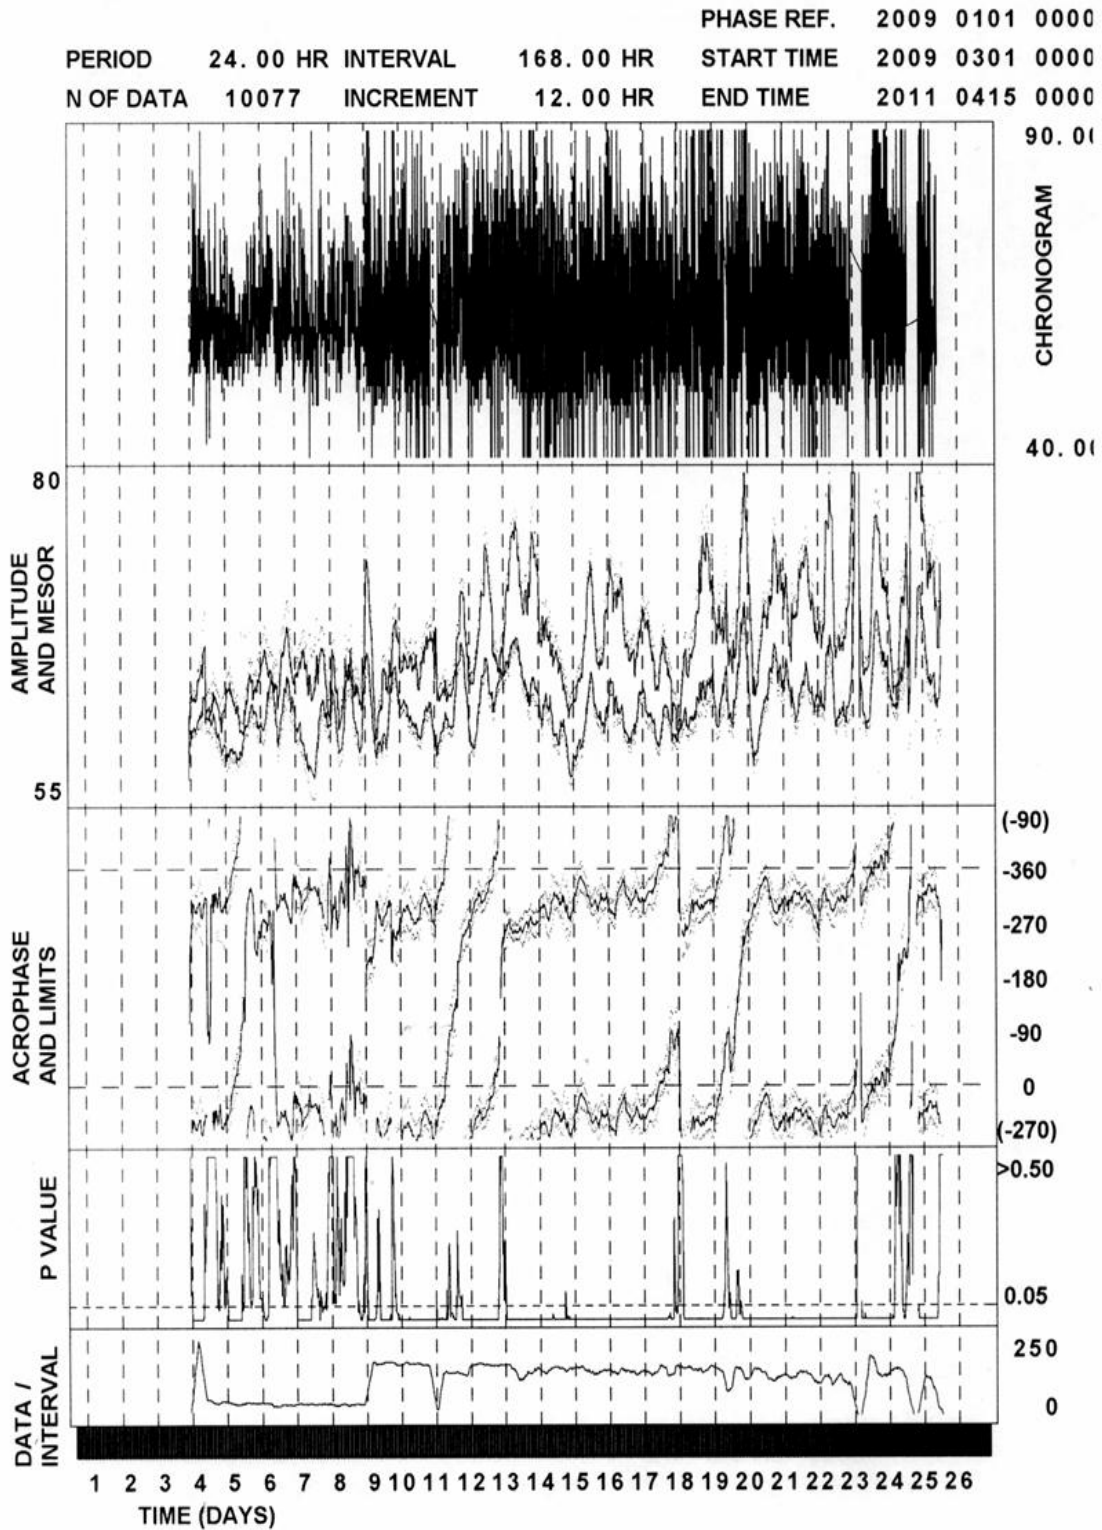 PHASE REF. 2009 0101 0000
PERIOD 24.00 HR INTERVAL 168.00 HR START TIME 2009 0301 0000
N OF DATA 10077 INCREMENT 12.00 HR END TIME 2011 0415 0000
90.00
CHRONOGRAM
40.00
80
AMPLITUDE
AND MESOR
55
(-90)
-360
-270
ACROPHASE
AND LIMITS
-180
-90
0
(-270)
>0.50
P VALUE
0.05
DATA /
INTERVAL
250
0
1 2 3 4 5 6 7 8 9 10 11 12 13 14 15 16 17 18 19 20 21 22 23 24 25 26
TIME (DAYS)